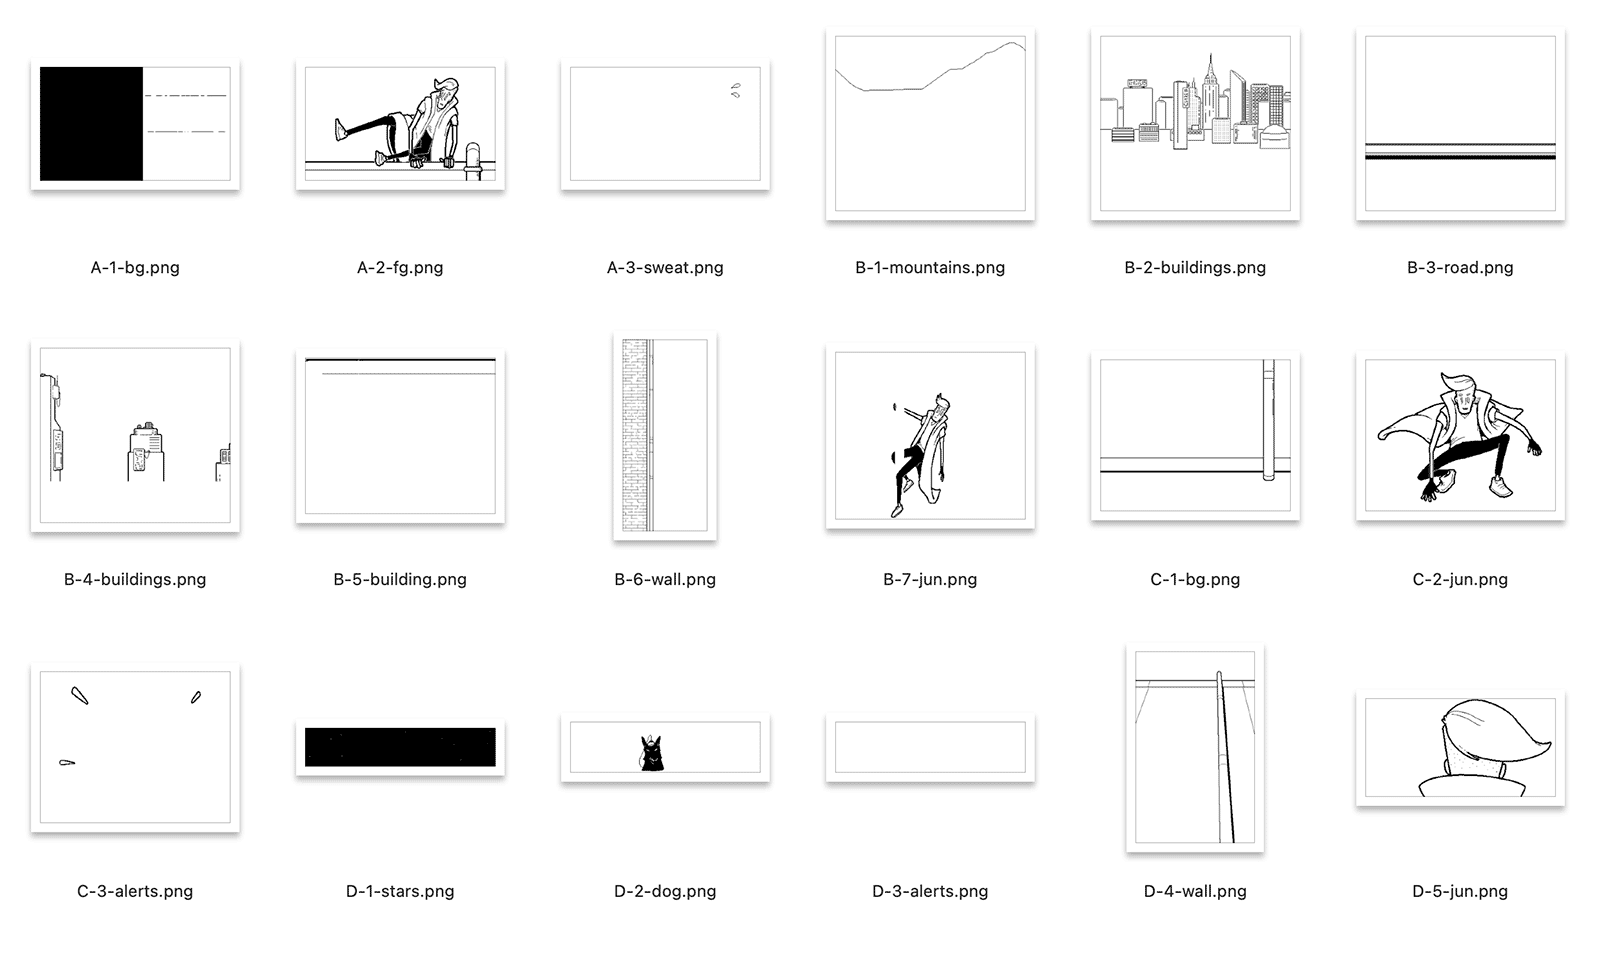 A-1-bg.png
A-2-fg.png
A-3-sweat.png
B-1-mountains.png
B-2-buildings.png
B-3-road.png
B-4-buildings.png
B-5-building.png
B-6-wall.png
B-7-jun.png
C-1-bg.png
C-2-jun.png
C-3-alerts.png
D-1-stars.png
D-2-dog.png
D-3-alerts.png
D-4-wall.png
D-5-jun.png